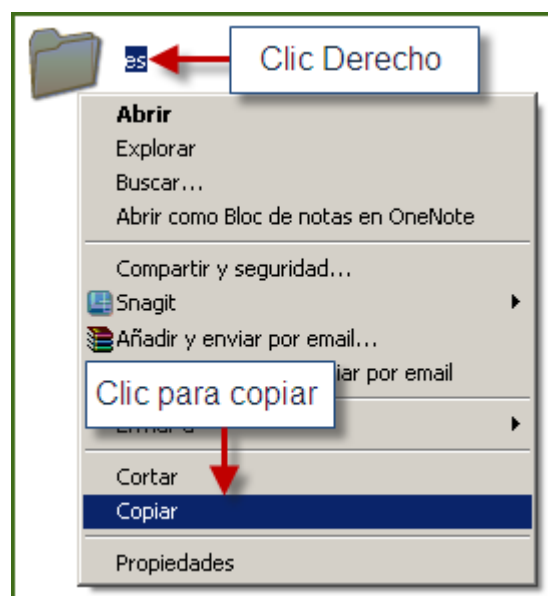 es
Clic Derecho
Abrir
Explorar
Buscar...
Abrir como Bloc de notas en OneNote
Compartir y seguridad...
Snagit
Añadir y enviar por email...
iar por email
Clic para copiar
Cortar
Copiar
Propiedades